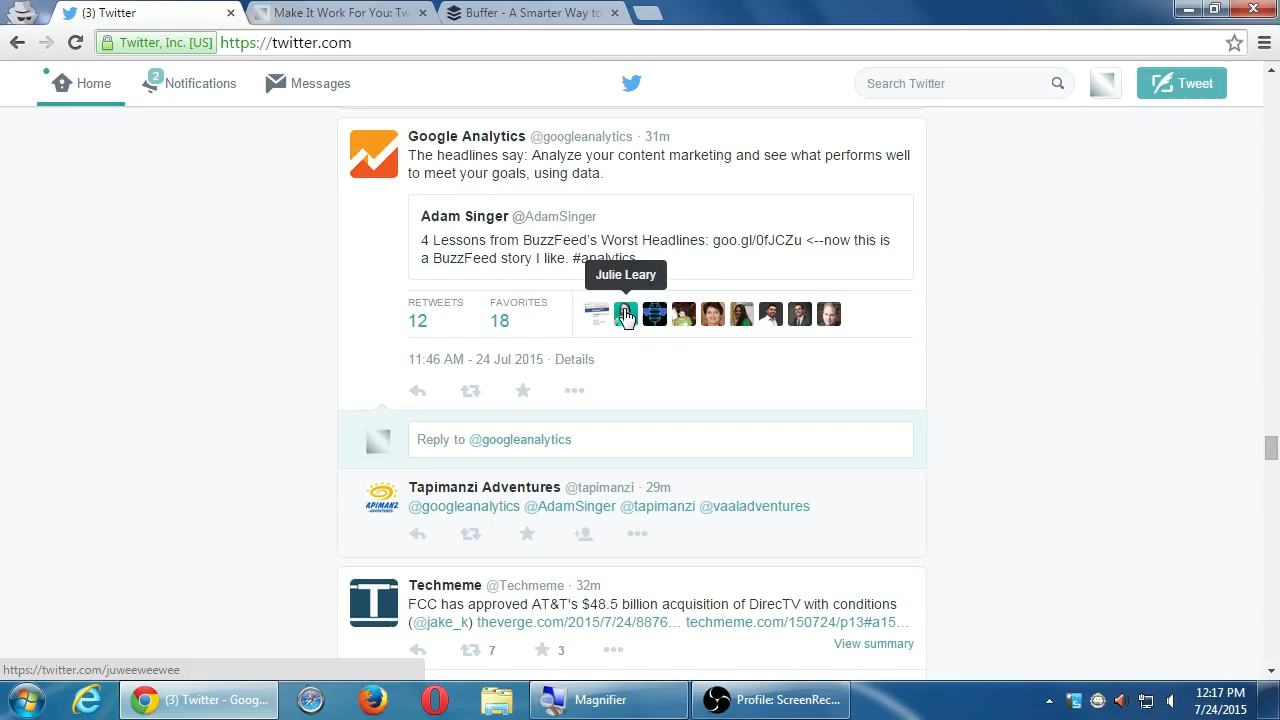 (3) Twitter
Make It Work For You: Tw
Buffer - A Smarter Way to
Twitter, Inc. [US]
https://twitter.com
Home
2
Notifications
Messages
Search Twitter
Tweet
Google Analytics @googleanalytics · 31m
The headlines say: Analyze your content marketing and see what performs well
to meet your goals, using data.
Adam Singer @AdamSinger
4 Lessons from BuzzFeed's Worst Headlines: goo.gl/0fJCZu <--now this is
a BuzzFeed story I like. #analytics
Julie Leary
RETWEETS
12
FAVORITES
18
11:46 AM - 24 Jul 2015 · Details
Reply to @googleanalytics
Tapimanzi Adventures @tapimanzi · 29m
@googleanalytics @AdamSinger @tapimanzi @vaaladventures
Techmeme @Techmeme · 32m
FCC has approved AT&T's $48.5 billion acquisition of DirecTV with conditions
(@jake_k) theverge.com/2015/7/24/8876… techmeme.com/150724/p13#a15…
7
3
View summary
https://twitter.com/juweeweewee
(3) Twitter - Goog...
Magnifier
Profile: ScreenRec...
12:17 PM
7/24/2015